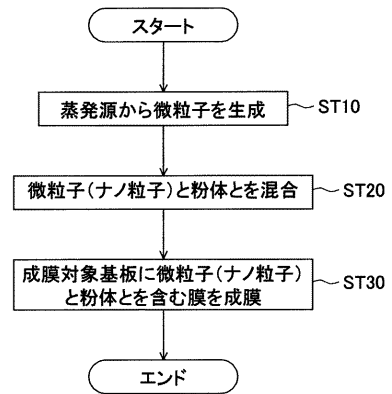 スタート
蒸発源から微粒子を生成
ST10
微粒子(ナノ粒子)と粉体とを混合
ST20
成膜対象基板に微粒子(ナノ粒子)
と粉体とを含む膜を成膜
ST30
エンド